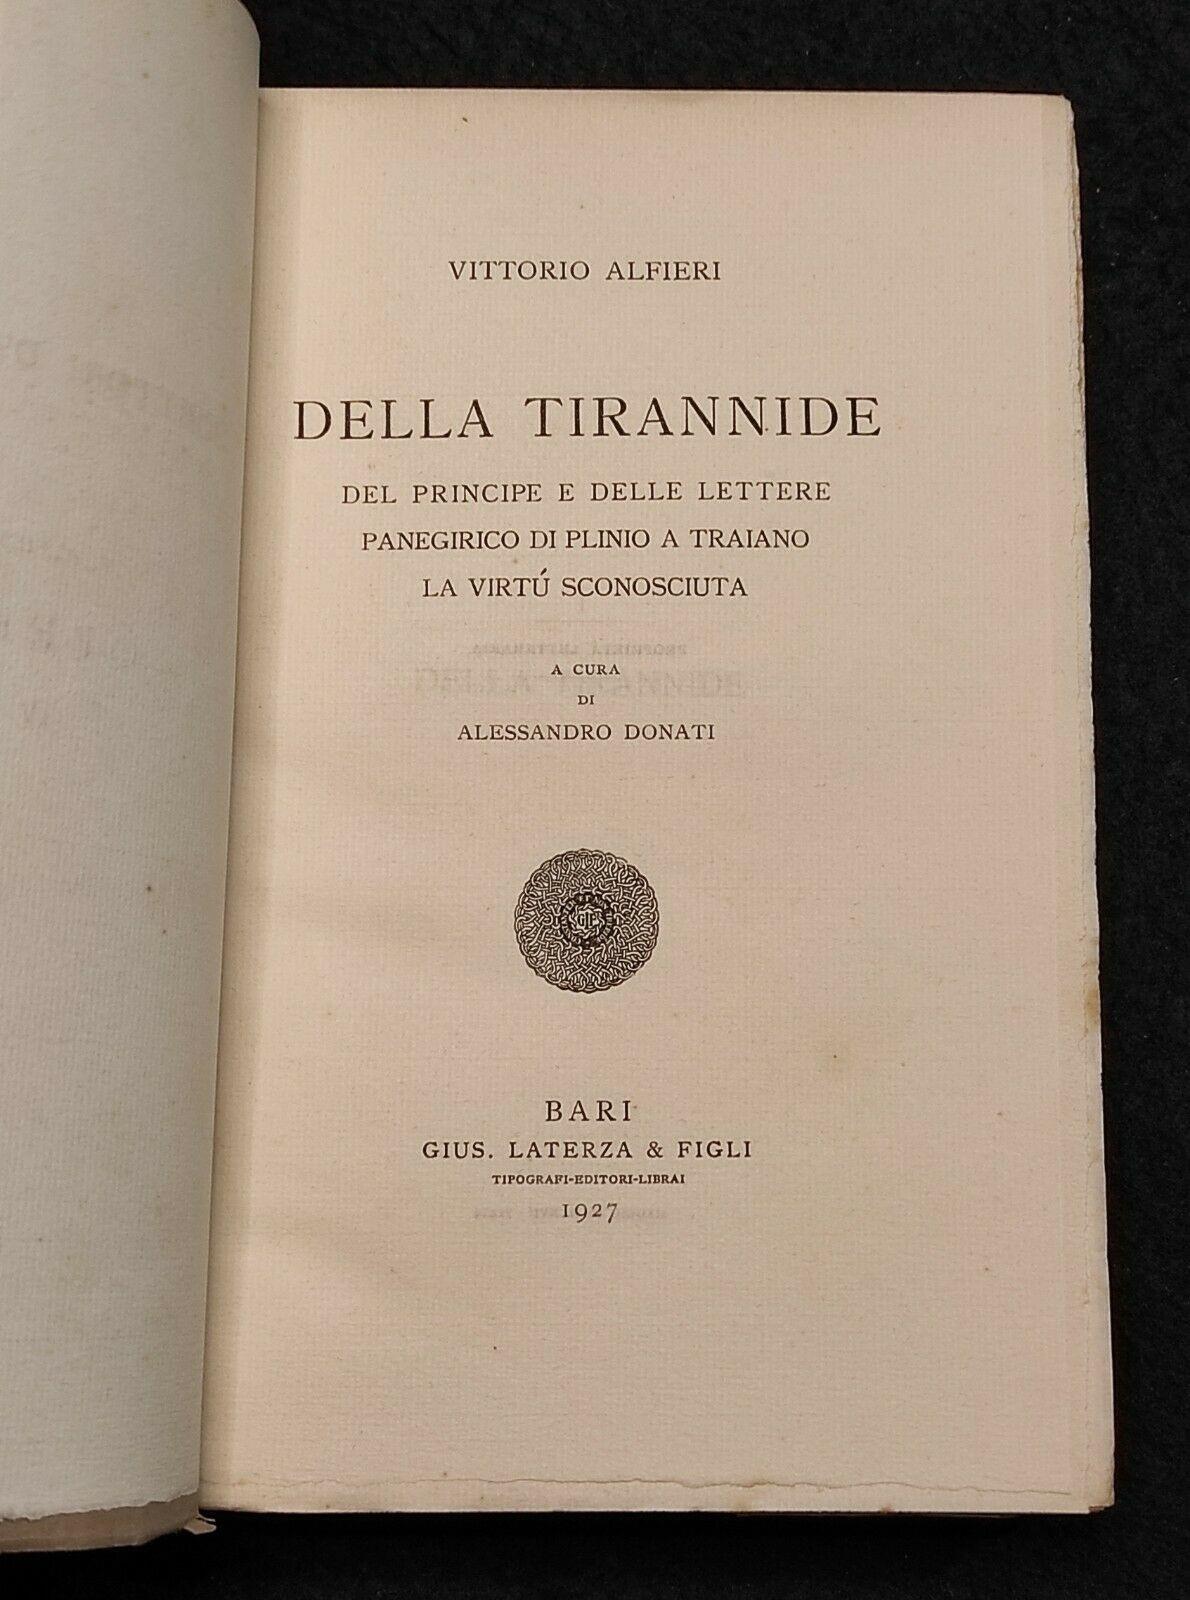 VITTORIO ALFIERI
DELLA TIRANNIDE
DEL PRINCIPE E DELLE LETTERE
PANEGIRICO DI PLINIO A TRAIANO
LA VIRTÚ SCONOSCIUTA
A CURA
DI
ALESSANDRO DONATI
BARI
GIUS. LATERZA & FIGLI
TIPOGRAFI-EDITORI-LIBRAI
1927